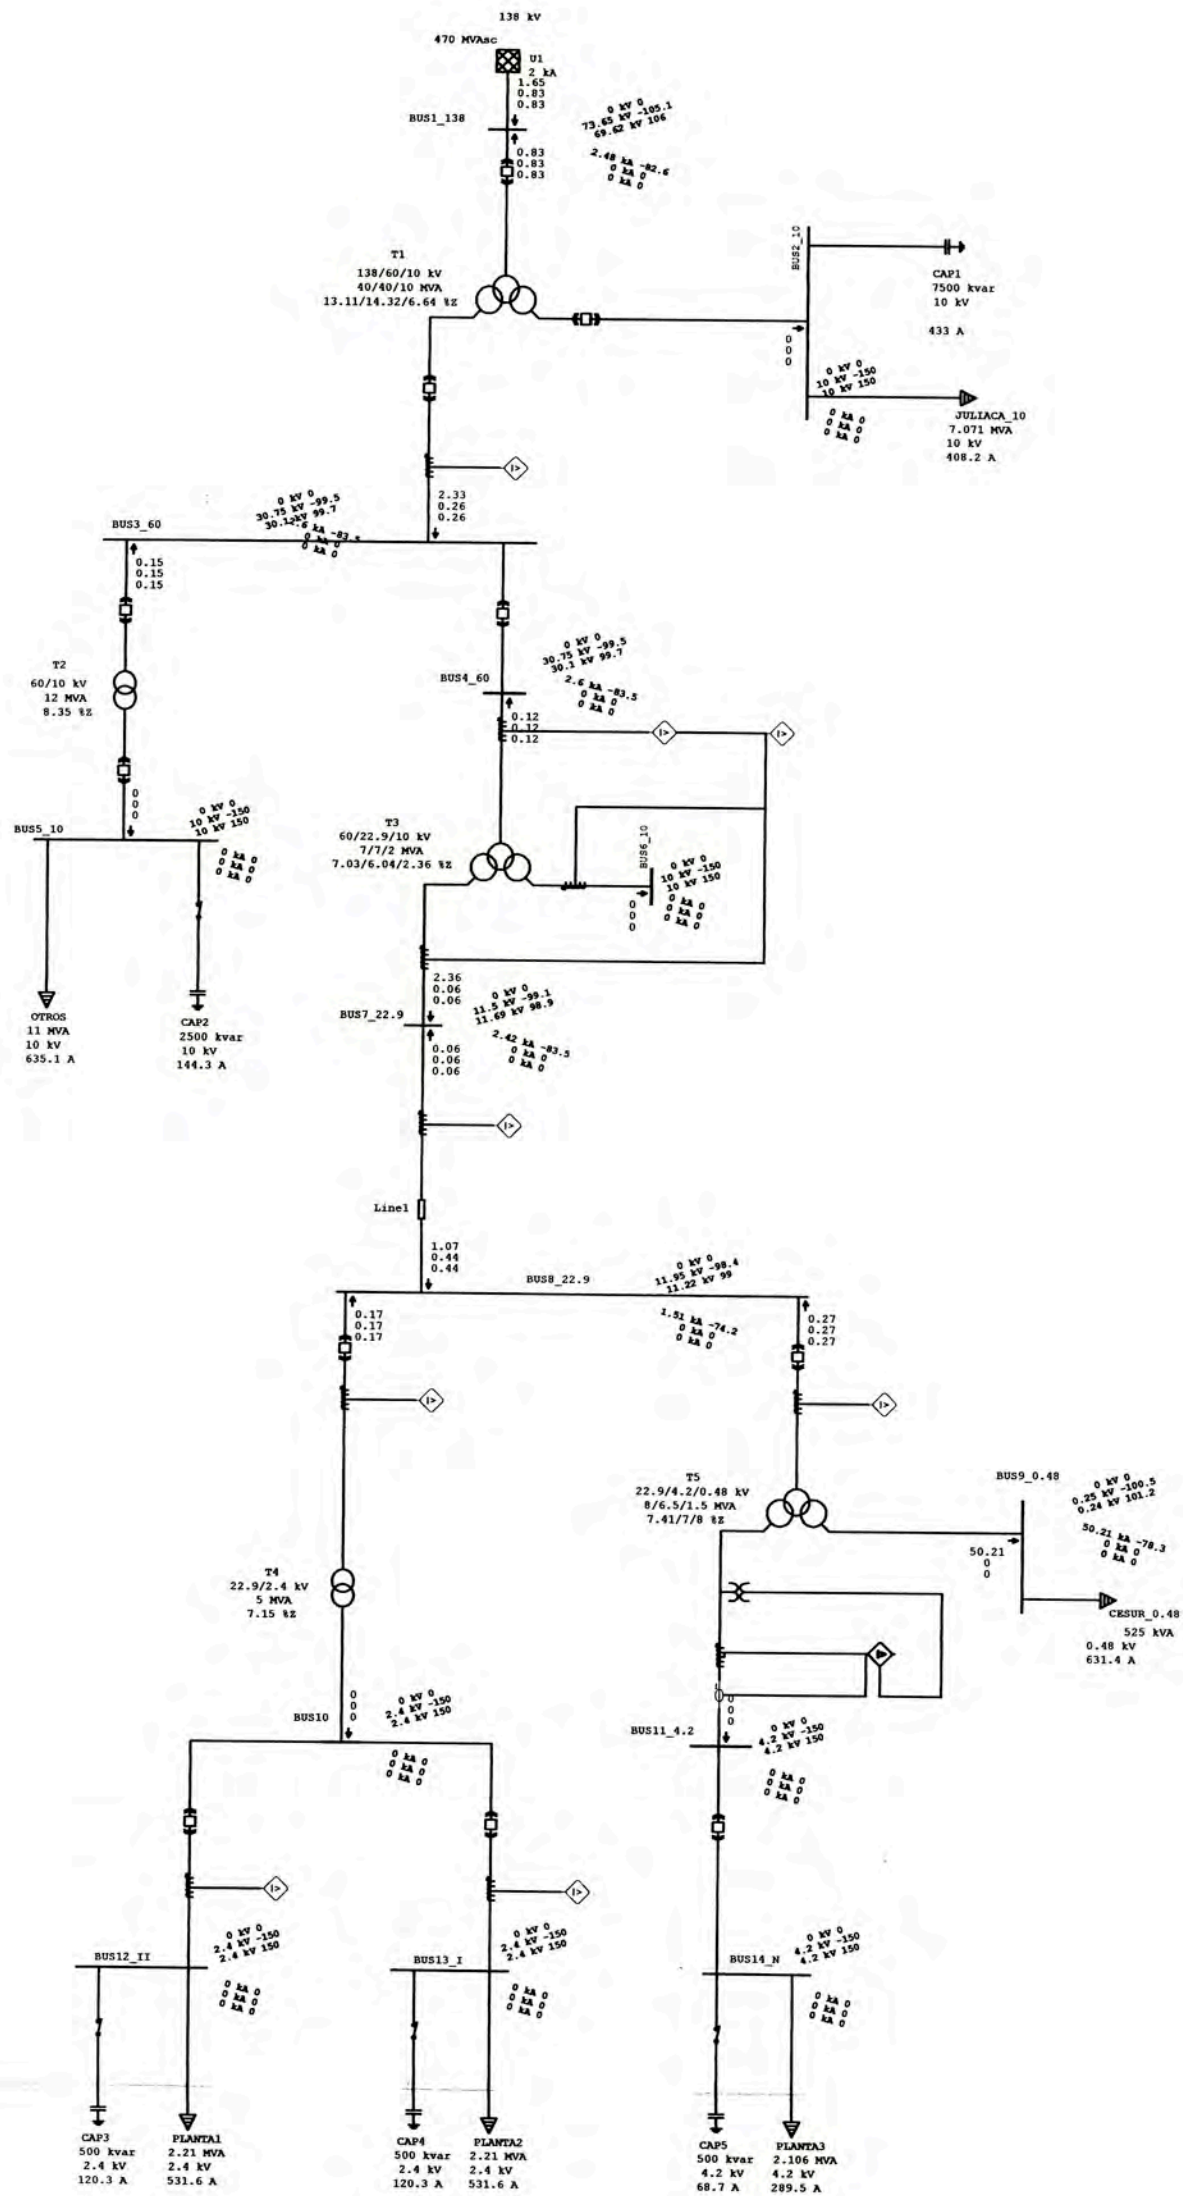 138 kV
470 MVAsc
U1
2 kA
1.65
0.83
0.83
BUS1_138
0 kV 0
73.65 kV -105.1
69.62 kV 106
0.83
0.83
0.83
2.48 kA -82.6
0 kA 0
0 kA 0
T1
138/60/10 kV
40/40/10 MVA
13.11/14.32/6.64 %Z
BUS2_10
CAP1
7500 kvar
10 kV
433 A
0
0
0
0 kV 0
10 kV -150
10 kV 150
0 kA 0
0 kA 0
0 kA 0
JULIACA_10
7.071 MVA
10 kV
408.2 A
I>
2.33
0.26
0.26
BUS3_60
0 kV 0
30.75 kV -99.5
30.1 kV 99.7
2.6 kA -83.5
0 kA 0
0 kA 0
0.15
0.15
0.15
T2
60/10 kV
12 MVA
8.35 %Z
0 kV 0
30.75 kV -99.5
30.1 kV 99.7
BUS4_60
2.6 kA -83.5
0 kA 0
0 kA 0
0.12
0.12
0.12
I>
I>
0
0
0
0 kV 0
10 kV -150
10 kV 150
BUS5_10
0 kA 0
0 kA 0
0 kA 0
T3
60/22.9/10 kV
7/7/2 MVA
7.03/6.04/2.36 %Z
BUS6_10
0 kV 0
10 kV -150
10 kV 150
0 kA 0
0 kA 0
0 kA 0
0
0
0
OTROS
11 MVA
10 kV
635.1 A
CAP2
2500 kvar
10 kV
144.3 A
2.36
0.06
0.06
0 kV 0
11.5 kV -99.1
11.69 kV 98.9
BUS7_22.9
2.42 kA -83.5
0 kA 0
0 kA 0
0.06
0.06
0.06
I>
Line1
1.07
0.44
0.44
BUS8_22.9
0 kV 0
11.95 kV -98.4
11.22 kV 99
0.17
0.17
0.17
1.51 kA -74.2
0 kA 0
0 kA 0
0.27
0.27
0.27
I>
I>
T5
22.9/4.2/0.48 kV
8/6.5/1.5 MVA
7.41/7/8 %Z
BUS9_0.48
0 kV 0
0.25 kV -100.5
0.24 kV 101.2
50.21 kA -78.3
0 kA 0
0 kA 0
50.21
0
0
T4
22.9/2.4 kV
5 MVA
7.15 %Z
CESUR_0.48
525 kVA
0.48 kV
631.4 A
0
0
0
BUS10
0 kV 0
2.4 kV -150
2.4 kV 150
0 kA 0
0 kA 0
0 kA 0
0
0
0
BUS11_4.2
0 kV 0
4.2 kV -150
4.2 kV 150
0 kA 0
0 kA 0
0 kA 0
I>
I>
BUS12_II
0 kV 0
2.4 kV -150
2.4 kV 150
0 kA 0
0 kA 0
0 kA 0
BUS13_I
0 kV 0
2.4 kV -150
2.4 kV 150
0 kA 0
0 kA 0
0 kA 0
BUS14_N
0 kV 0
4.2 kV -150
4.2 kV 150
0 kA 0
0 kA 0
0 kA 0
CAP3
500 kvar
2.4 kV
120.3 A
PLANTA1
2.21 MVA
2.4 kV
531.6 A
CAP4
500 kvar
2.4 kV
120.3 A
PLANTA2
2.21 MVA
2.4 kV
531.6 A
CAP5
500 kvar
4.2 kV
68.7 A
PLANTA3
2.106 MVA
4.2 kV
289.5 A